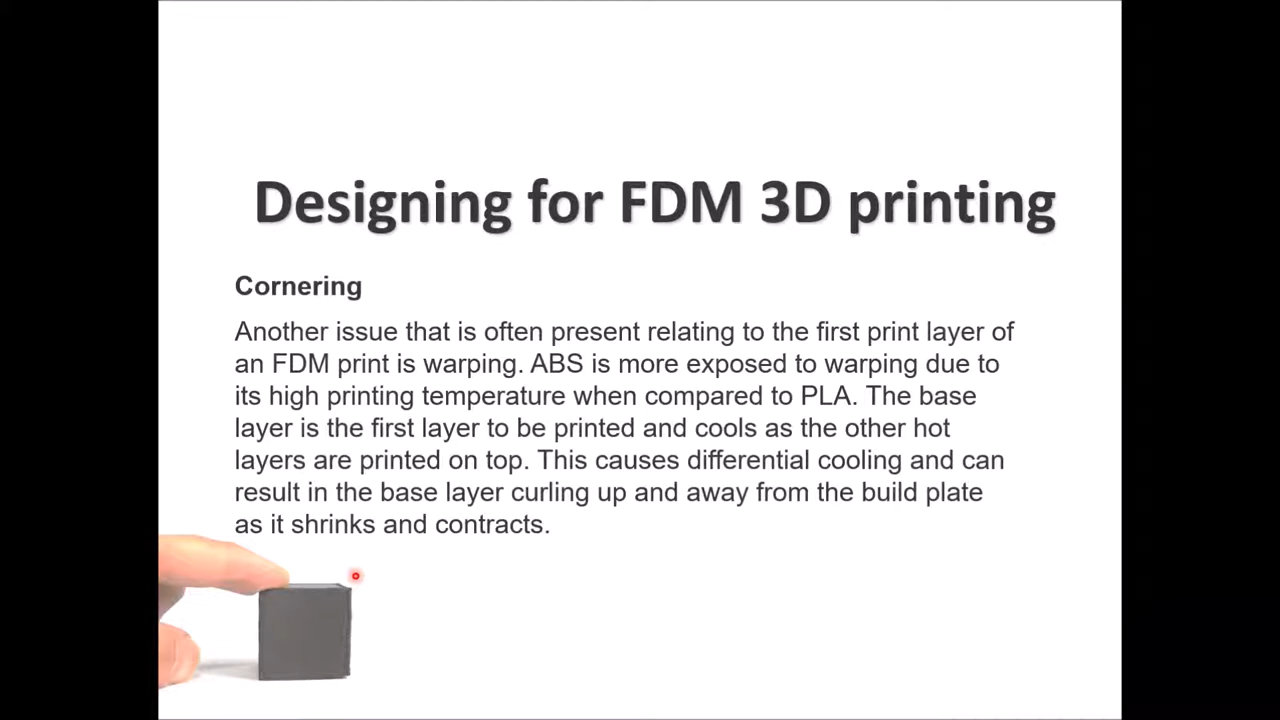 Designing for FDM 3D printing
Cornering
Another issue that is often present relating to the first print layer of
an FDM print is warping. ABS is more exposed to warping due to
its high printing temperature when compared to PLA. The base
layer is the first layer to be printed and cools as the other hot
layers are printed on top. This causes differential cooling and can
result in the base layer curling up and away from the build plate
as it shrinks and contracts.